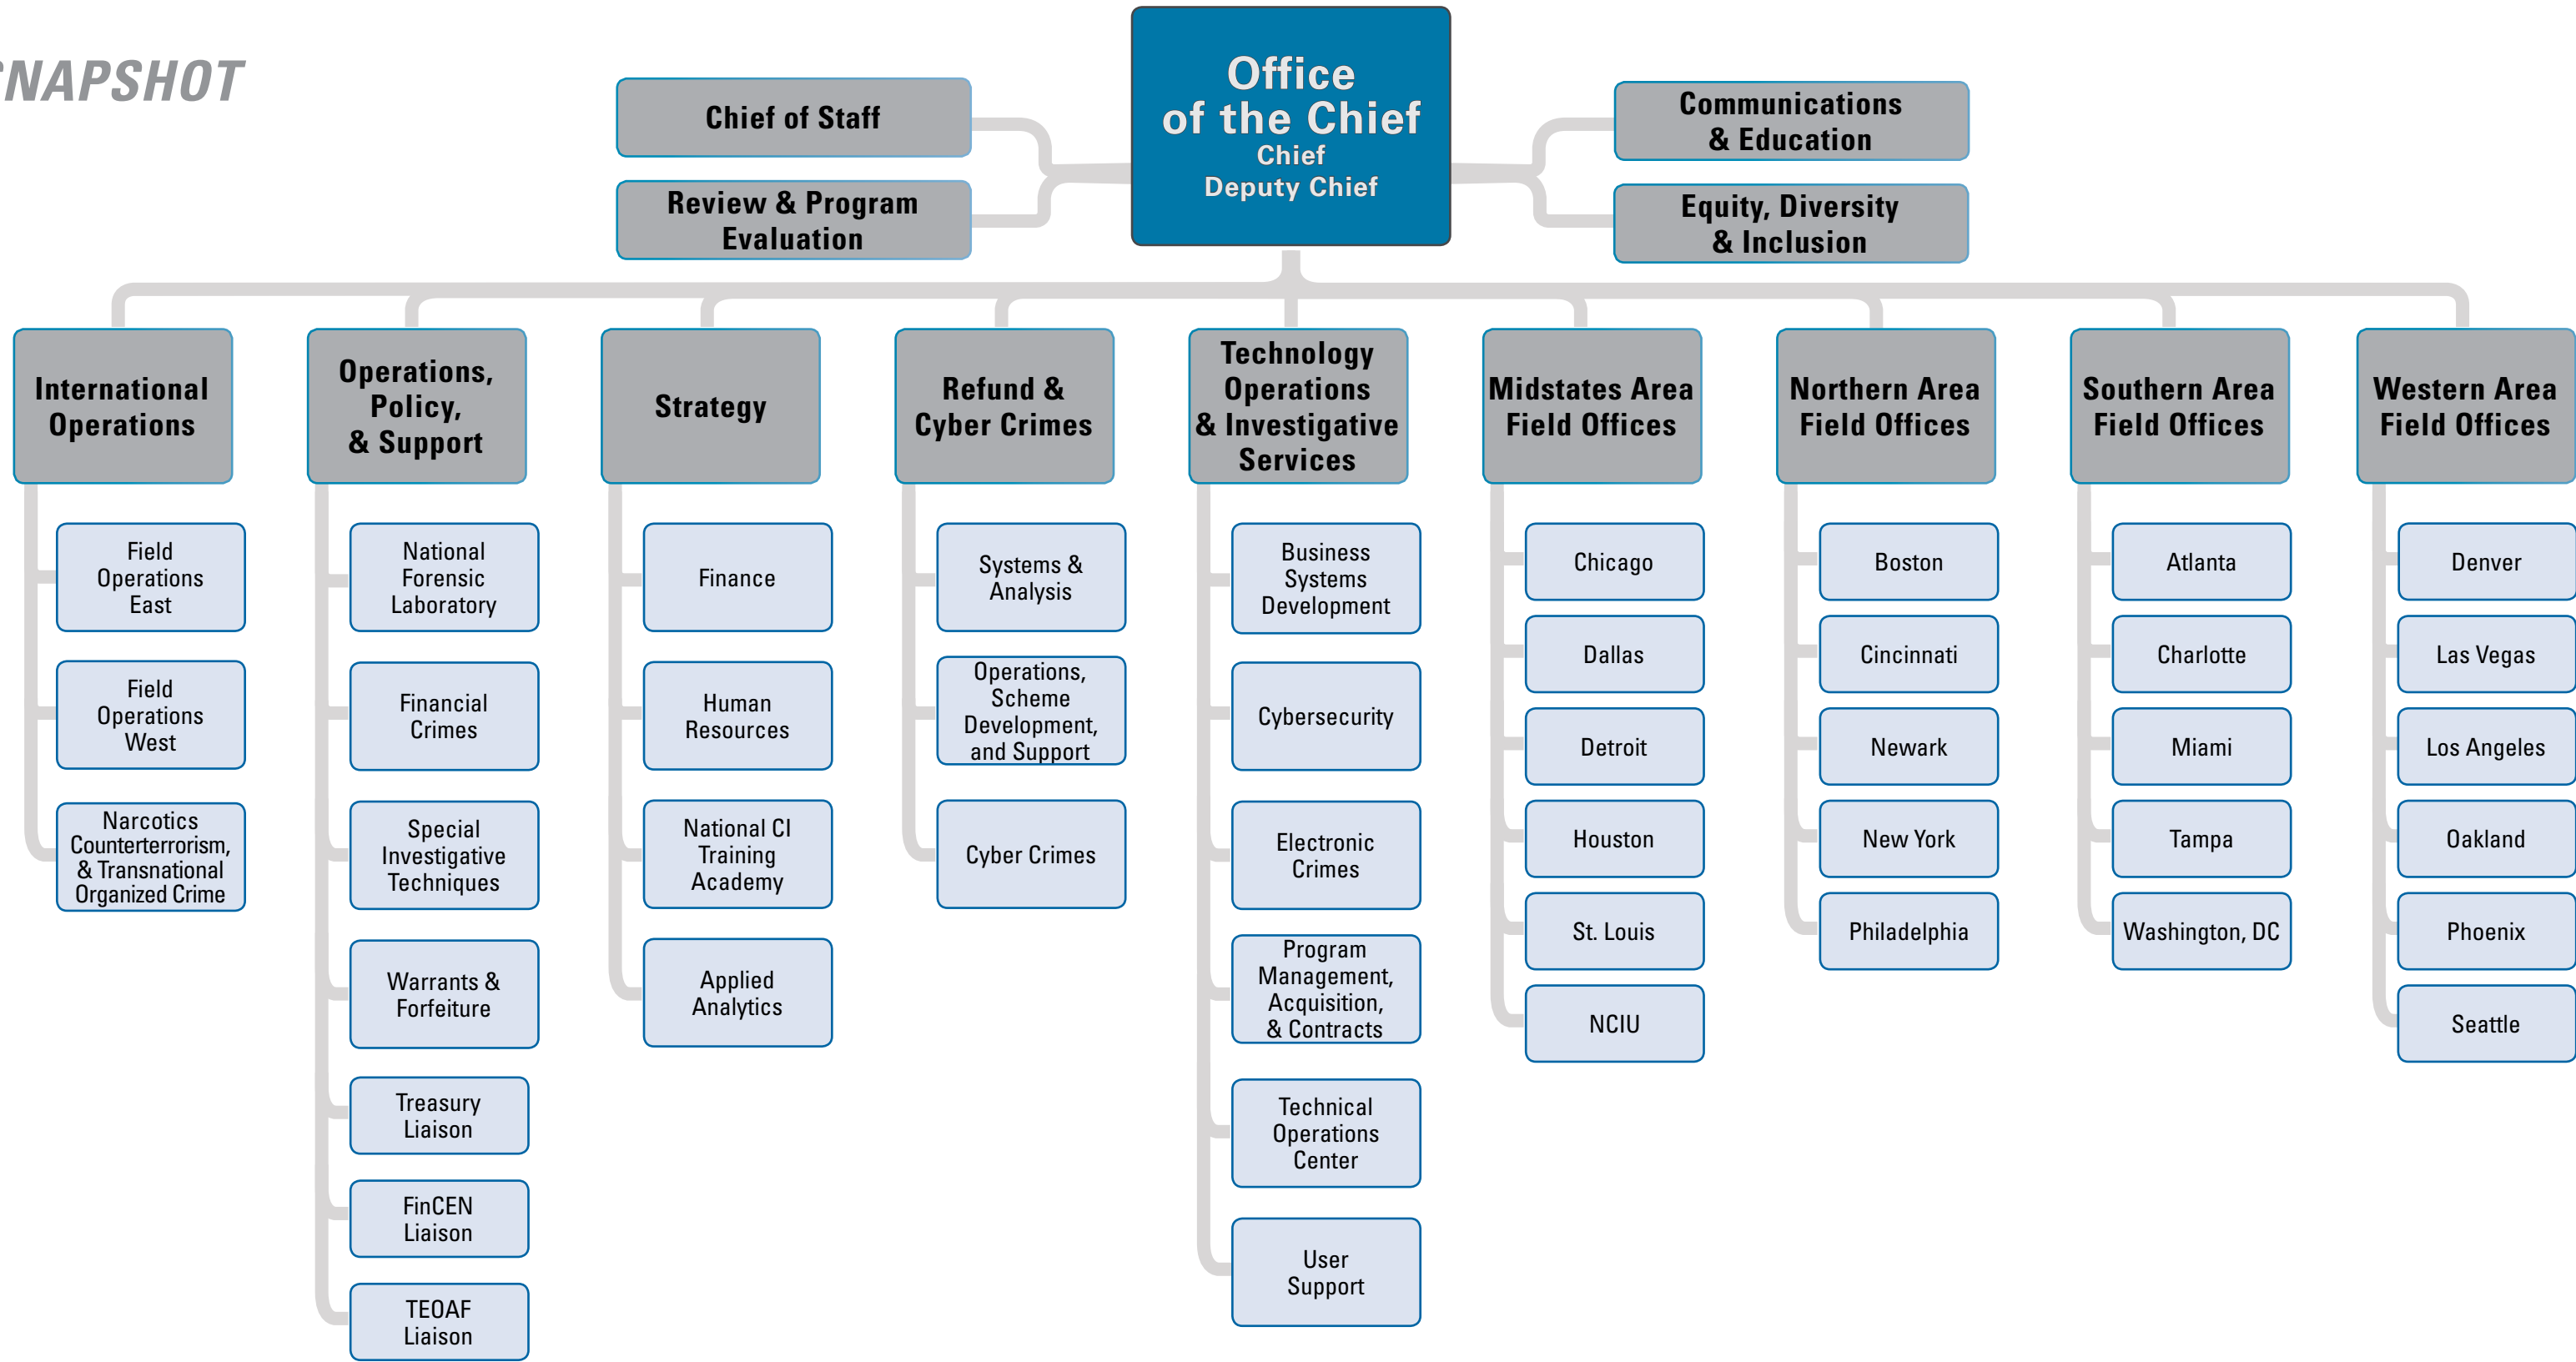 SNAPSHOT
Office
of the Chief
Chief
Deputy Chief
Chief of Staff
Review & Program
Evaluation
Communications
& Education
Equity, Diversity
& Inclusion
International
Operations
Field
Operations
East
Field
Operations
West
Narcotics
Counterterrorism,
& Transnational
Organized Crime
Operations,
Policy,
& Support
National
Forensic
Laboratory
Financial
Crimes
Special
Investigative
Techniques
Warrants &
Forfeiture
Treasury
Liaison
FinCEN
Liaison
TEOAF
Liaison
Strategy
Finance
Human
Resources
National CI
Training
Academy
Applied
Analytics
Refund &
Cyber Crimes
Systems &
Analysis
Operations,
Scheme
Development,
and Support
Cyber Crimes
Technology
Operations
& Investigative
Services
Business
Systems
Development
Cybersecurity
Electronic
Crimes
Program
Management,
Acquisition,
& Contracts
Technical
Operations
Center
User
Support
Midstates Area
Field Offices
Chicago
Dallas
Detroit
Houston
St. Louis
NCIU
Northern Area
Field Offices
Boston
Cincinnati
Newark
New York
Philadelphia
Southern Area
Field Offices
Atlanta
Charlotte
Miami
Tampa
Washington, DC
Western Area
Field Offices
Denver
Las Vegas
Los Angeles
Oakland
Phoenix
Seattle